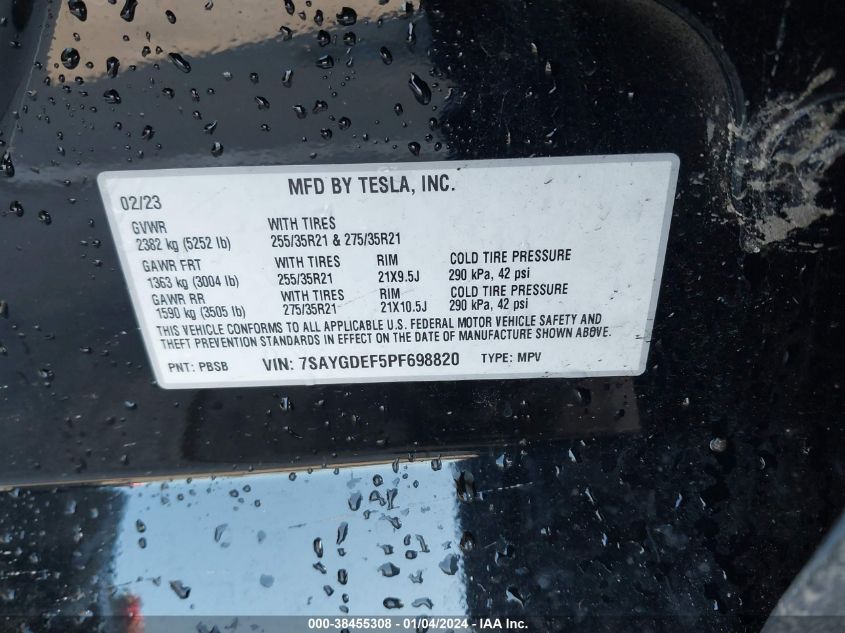 MFD BY TESLA, INC.
02/23
GVWR WITH TIRES
2382 kg (5252 lb) 255/35R21 & 275/35R21
GAWR FRT WITH TIRES RIM COLD TIRE PRESSURE
1363 kg (3004 lb) 255/35R21 21X9.5J 290 kPa, 42 psi
GAWR RR WITH TIRES RIM COLD TIRE PRESSURE
1590 kg (3505 lb) 275/35R21 21X10.5J 290 kPa, 42 psi
THIS VEHICLE CONFORMS TO ALL APPLICABLE U.S. FEDERAL MOTOR VEHICLE SAFETY AND
THEFT PREVENTION STANDARDS IN EFFECT ON THE DATE OF MANUFACTURE SHOWN ABOVE.
PNT: PBSB VIN: 7SAYGDEF5PF698820 TYPE: MPV
000-38455308 - 01/04/2024 - IAA Inc.